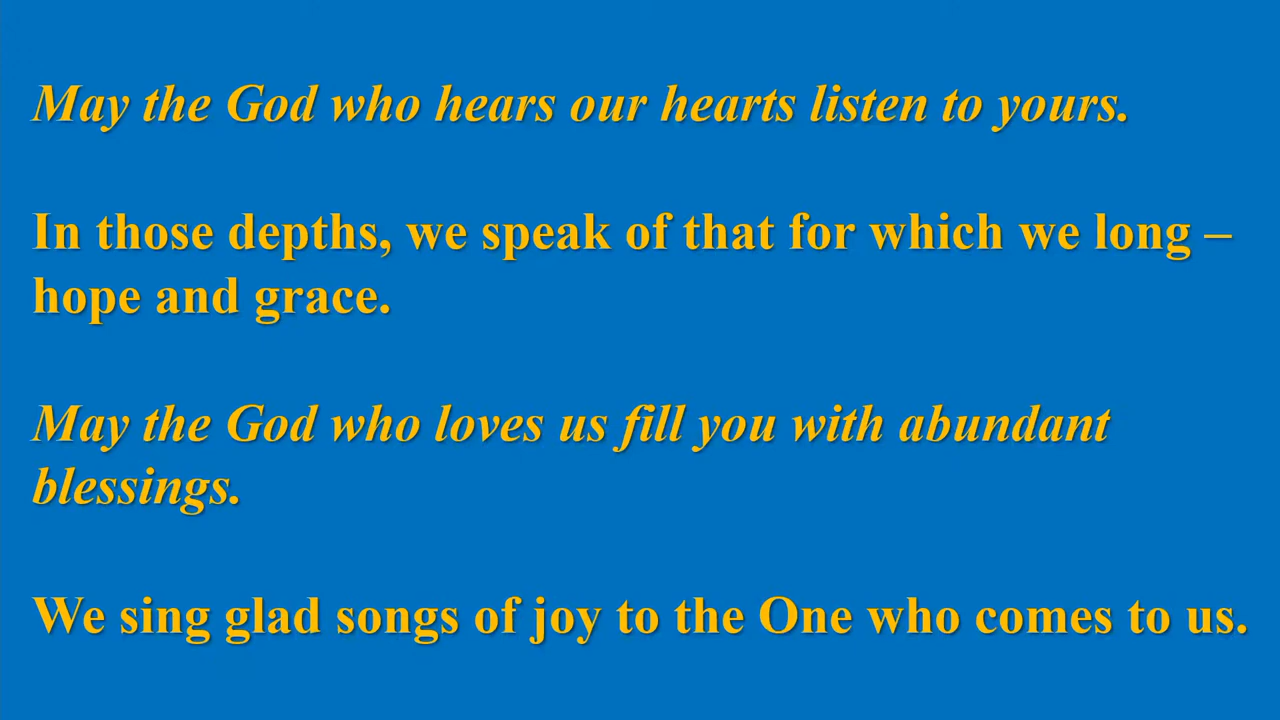 May the God who hears our hearts listen to yours.
In those depths, we speak of that for which we long –
hope and grace.
May the God who loves us fill you with abundant
blessings.
We sing glad songs of joy to the One who comes to us.